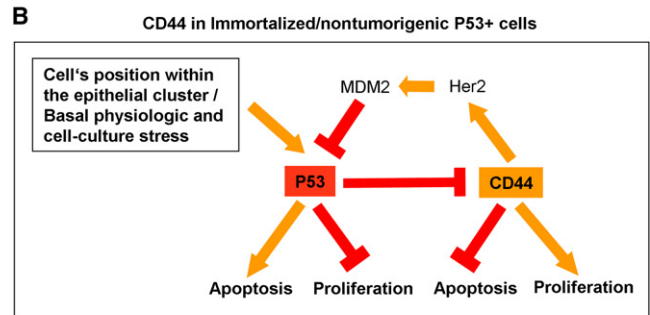 B
CD44 in Immortalized/nontumorigenic P53+ cells
Cell's position within
the epithelial cluster /
Basal physiologic and
cell-culture stress
MDM2 Her2
P53 CD44
Apoptosis Proliferation Apoptosis Proliferation